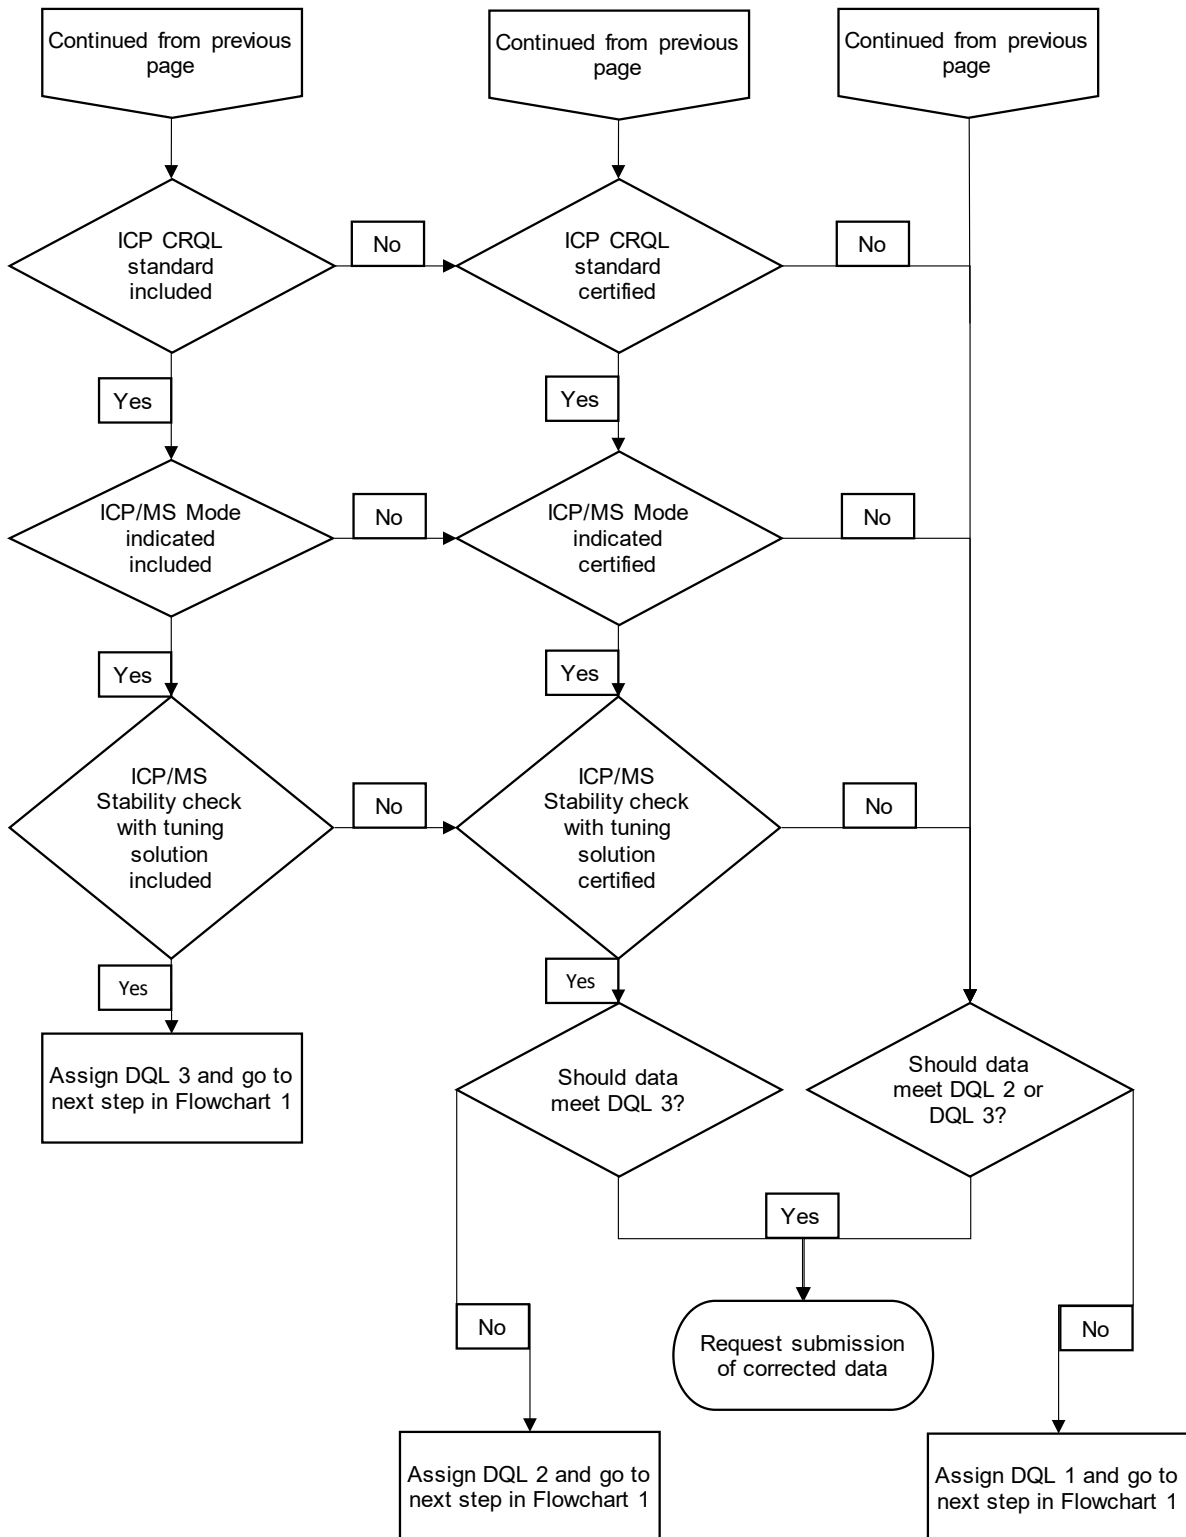 Continued from previous
page
Continued from previous
page
Continued from previous
page
ICP CRQL
standard
included
No
ICP CRQL
standard
certified
No
Yes
Yes
ICP/MS Mode
indicated
included
No
ICP/MS Mode
indicated
certified
No
Yes
Yes
ICP/MS
Stability check
with tuning
solution
included
No
ICP/MS
Stability check
with tuning
solution
certified
No
Yes
Yes
Assign DQL 3 and go to
next step in Flowchart 1
Should data
meet DQL 3?
Should data
meet DQL 2 or
DQL 3?
Yes
No
No
Request submission
of corrected data
Assign DQL 2 and go to
next step in Flowchart 1
Assign DQL 1 and go to
next step in Flowchart 1